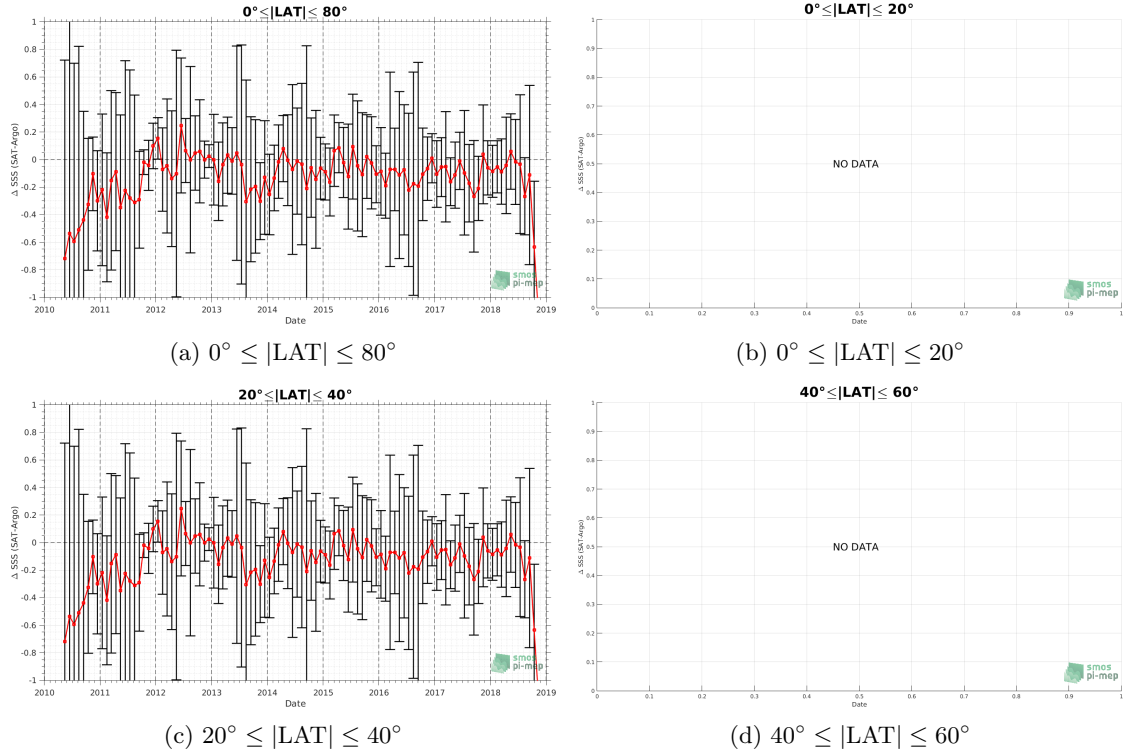 0°≤|LAT|≤ 80°
1
0.8
0.6
0.4
0.2
0
-0.2
-0.4
-0.6
-0.8
-1
Δ SSS (SAT-Argo)
2010 2011 2012 2013 2014 2015 2016 2017 2018 2019
Date
smos
pi-mep
(a) 0° ≤ |LAT| ≤ 80°
0°≤|LAT|≤ 20°
1
0.9
0.8
0.7
0.6
0.5
0.4
0.3
0.2
0.1
0
Δ SSS (SAT-Argo)
NO DATA
0 0.1 0.2 0.3 0.4 0.5 0.6 0.7 0.8 0.9 1
Date
smos
pi-mep
(b) 0° ≤ |LAT| ≤ 20°
20°≤|LAT|≤ 40°
1
0.8
0.6
0.4
0.2
0
-0.2
-0.4
-0.6
-0.8
-1
Δ SSS (SAT-Argo)
2010 2011 2012 2013 2014 2015 2016 2017 2018 2019
Date
smos
pi-mep
(c) 20° ≤ |LAT| ≤ 40°
40°≤|LAT|≤ 60°
1
0.9
0.8
0.7
0.6
0.5
0.4
0.3
0.2
0.1
0
Δ SSS (SAT-Argo)
NO DATA
0 0.1 0.2 0.3 0.4 0.5 0.6 0.7 0.8 0.9 1
Date
smos
pi-mep
(d) 40° ≤ |LAT| ≤ 60°